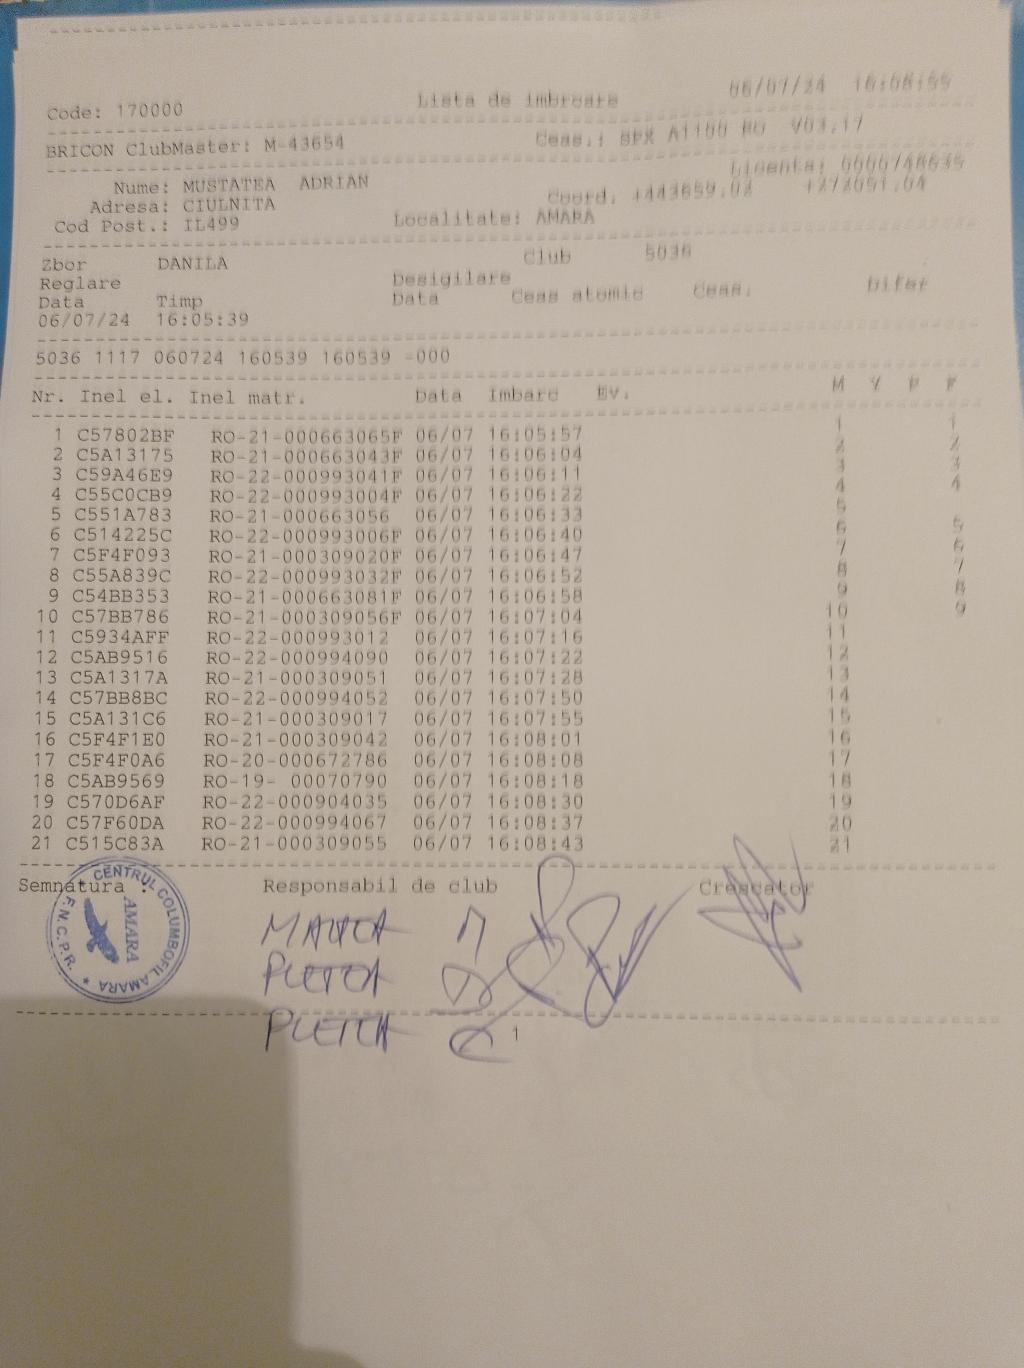 Lista de imbroare 06/07/24 16:08:55
Code: 170000
BRICON ClubMaster: M-43654 Ceas.: SPX A1100 RO V03.17
Licenta: 0000748635
Nume: MUSTATEA ADRIAN Coord. +443659.02 +272051.04
Adresa: CIULNITA
Cod Post.: IL499 Localitate: AMARA
Zbor DANILA Club 5036
Reglare Desigilare
Data Timp Data Ceas atomic Ceas. Difer
06/07/24 16:05:39
5036 1117 060724 160539 160539 -000
Nr. Inel el. Inel matr. Data Imbarc Ev. M Y P F
1 C57802BF RO-21-000663065F 06/07 16:05:57 1 1
2 C5A13175 RO-21-000663043F 06/07 16:06:04 2 2
3 C59A46E9 RO-22-000993041F 06/07 16:06:11 3 3
4 C55C0CB9 RO-22-000993004F 06/07 16:06:22 4 4
5 C551A783 RO-21-000663056 06/07 16:06:33 5
6 C514225C RO-22-000993006F 06/07 16:06:40 6 5
7 C5F4F093 RO-21-000309020F 06/07 16:06:47 7 6
8 C55A839C RO-22-000993032F 06/07 16:06:52 8 7
9 C54BB353 RO-21-000663081F 06/07 16:06:58 9 8
10 C57BB786 RO-21-000309056F 06/07 16:07:04 10 9
11 C5934AFF RO-22-000993012 06/07 16:07:16 11
12 C5AB9516 RO-22-000994090 06/07 16:07:22 12
13 C5A1317A RO-21-000309051 06/07 16:07:28 13
14 C57BB8BC RO-22-000994052 06/07 16:07:50 14
15 C5A131C6 RO-21-000309017 06/07 16:07:55 15
16 C5F4F1E0 RO-21-000309042 06/07 16:08:01 16
17 C5F4F0A6 RO-20-000672786 06/07 16:08:08 17
18 C5AB9569 RO-19- 00070790 06/07 16:08:18 18
19 C570D6AF RO-22-000904035 06/07 16:08:30 19
20 C57F60DA RO-22-000994067 06/07 16:08:37 20
21 C515C83A RO-21-000309055 06/07 16:08:43 21
Semnatura : Responsabil de club Crescator
CENTRUL COLUMBOFIL AMARA
F.N.C.P.R.
AMARA
PLETEA D
PLETEA C
1